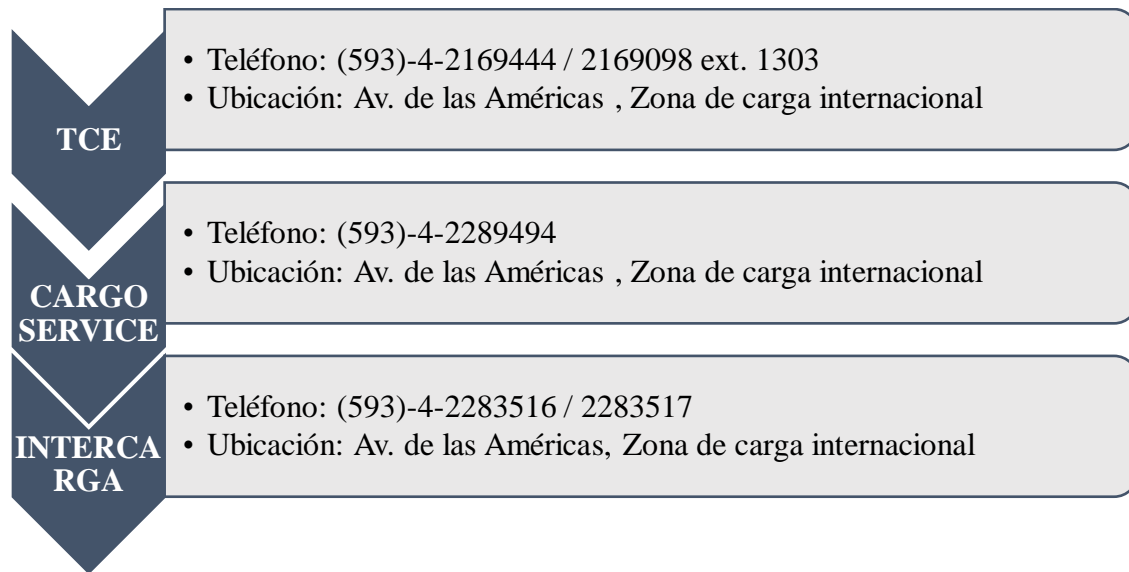 TCE
• Teléfono: (593)-4-2169444 / 2169098 ext. 1303
• Ubicación: Av. de las Américas , Zona de carga internacional
CARGO
SERVICE
• Teléfono: (593)-4-2289494
• Ubicación: Av. de las Américas , Zona de carga internacional
INTERCA
RGA
• Teléfono: (593)-4-2283516 / 2283517
• Ubicación: Av. de las Américas, Zona de carga internacional